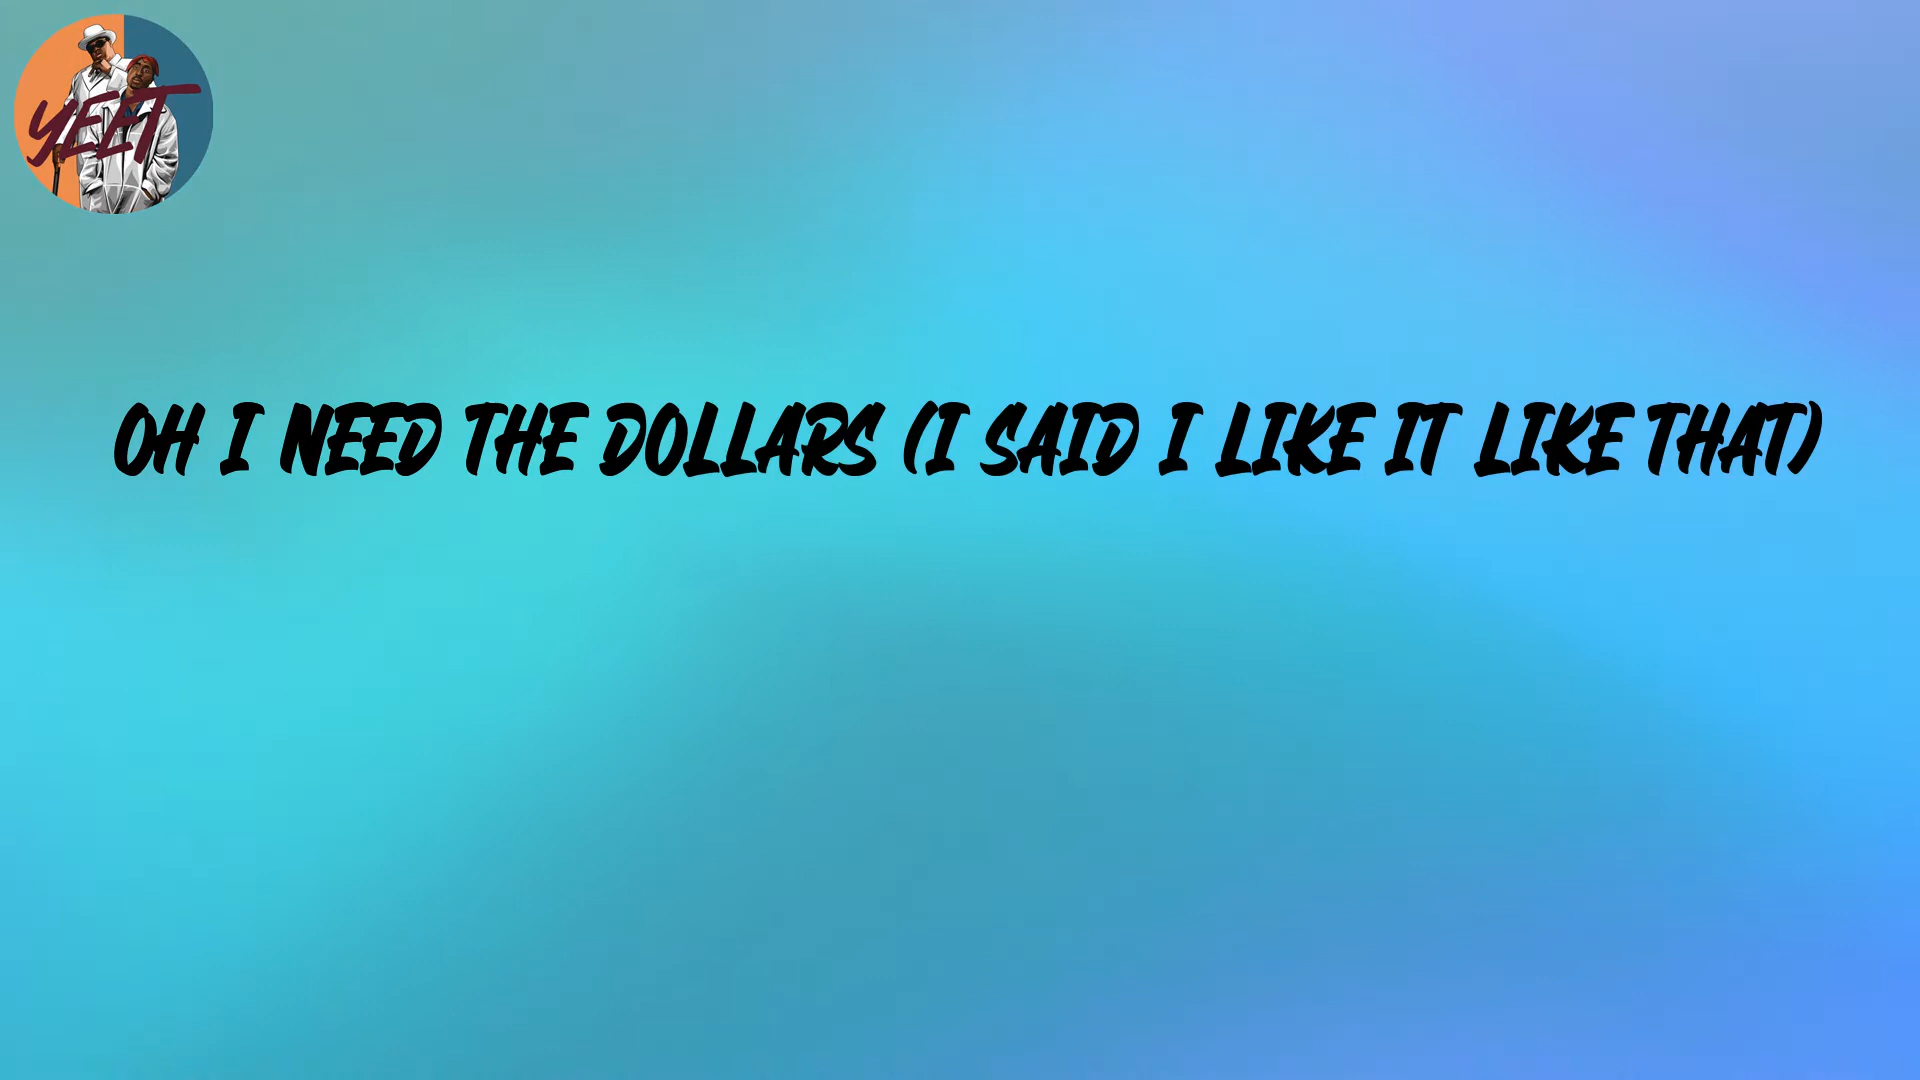 YEET
OH I NEED THE DOLLARS (I SAID I LIKE IT LIKE THAT)